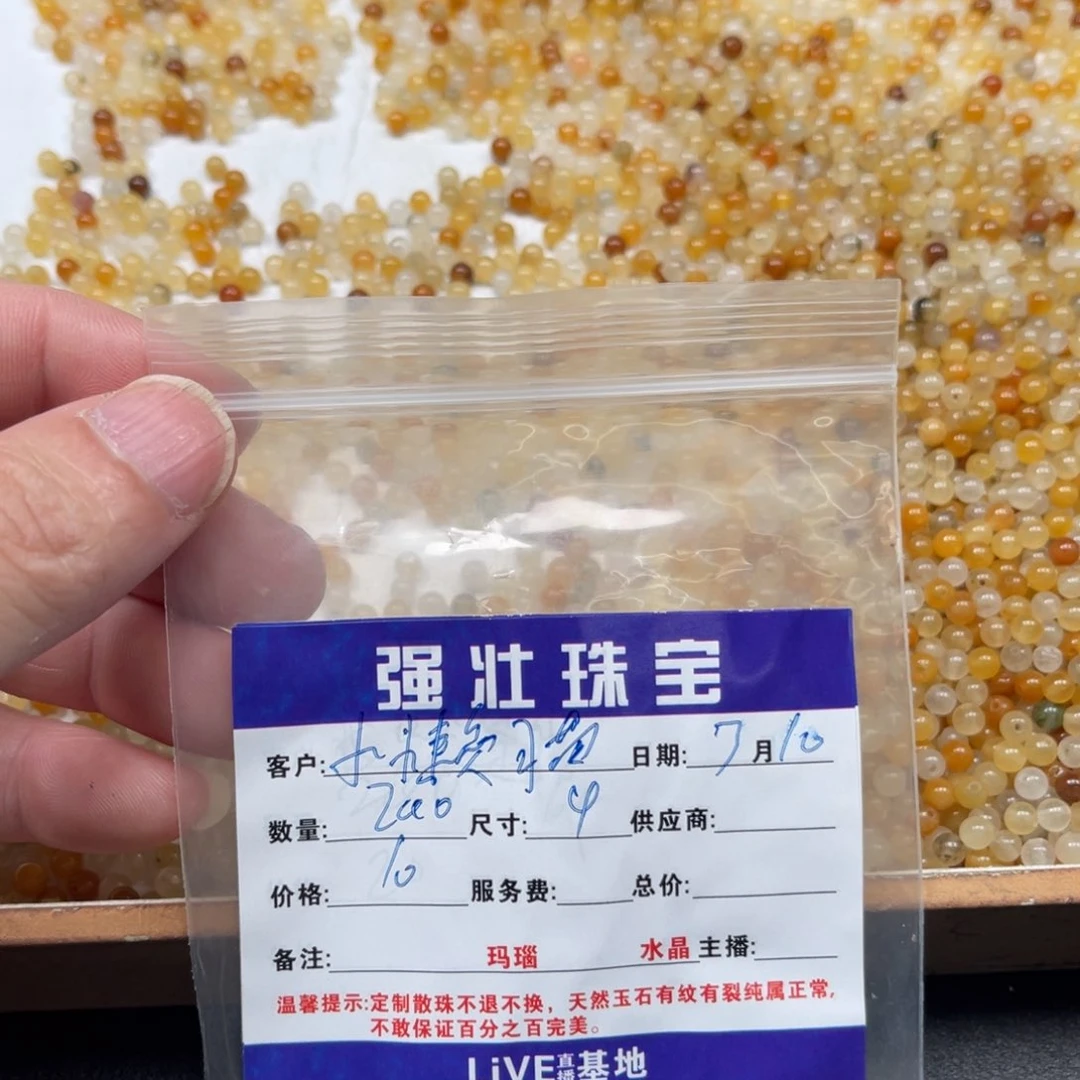 强壮珠宝
客户: 日期: 7月10
数量: 200 尺寸: 4 供应商:
价格: 10 服务费: 总价:
备注: 玛瑙 水晶 主播:
温馨提示:定制散珠不退不换，天然玉石有纹有裂纯属正常,
不敢保证百分之百完美。
LiVE直播基地